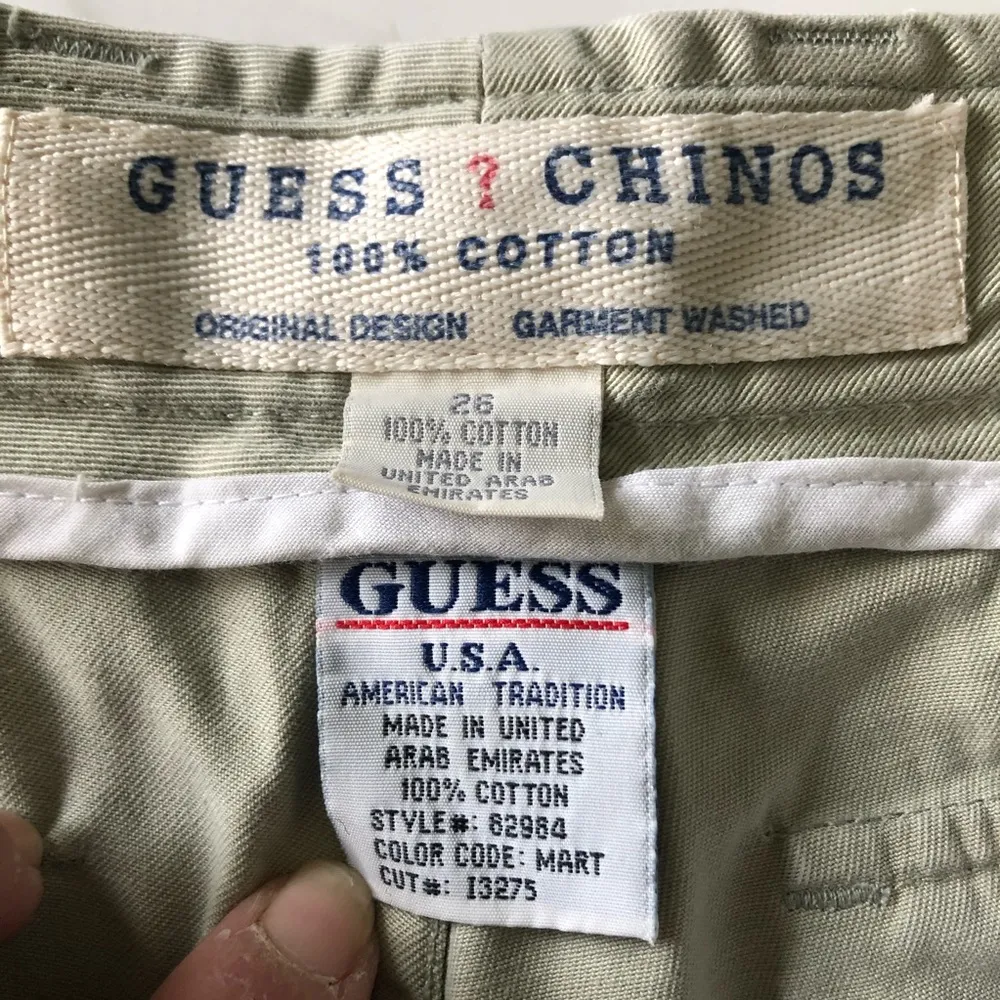 GUESS ? CHINOS
100% COTTON
ORIGINAL DESIGN GARMENT WASHED
26
100% COTTON
MADE IN
UNITED ARAB
EMIRATES
GUESS
U.S.A.
AMERICAN TRADITION
MADE IN UNITED
ARAB EMIRATES
100% COTTON
STYLE#: 62984
COLOR CODE: MART
CUT#: I3275